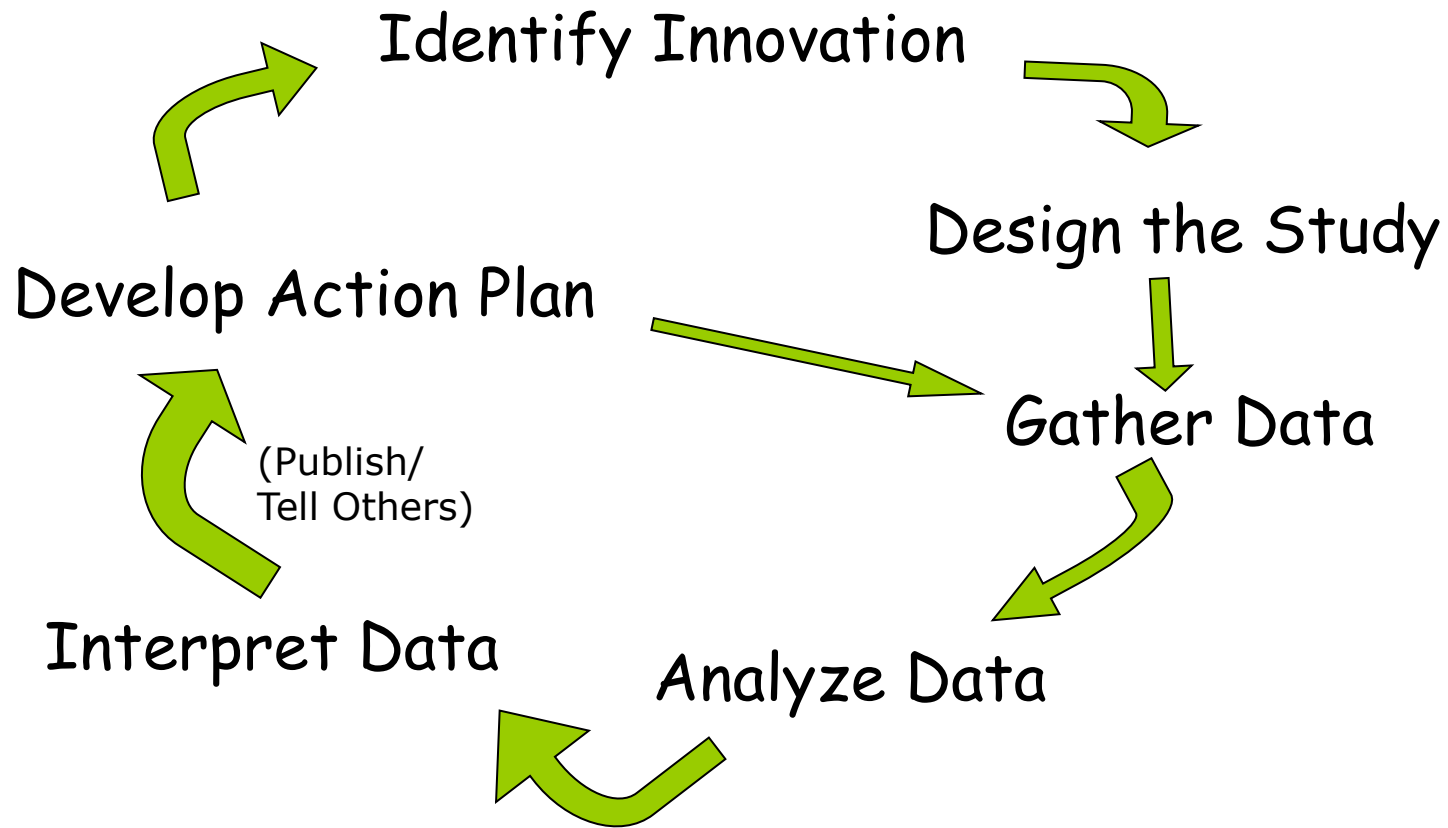 Identify Innovation
Design the Study
Develop Action Plan
Gather Data
(Publish/
Tell Others)
Interpret Data
Analyze Data